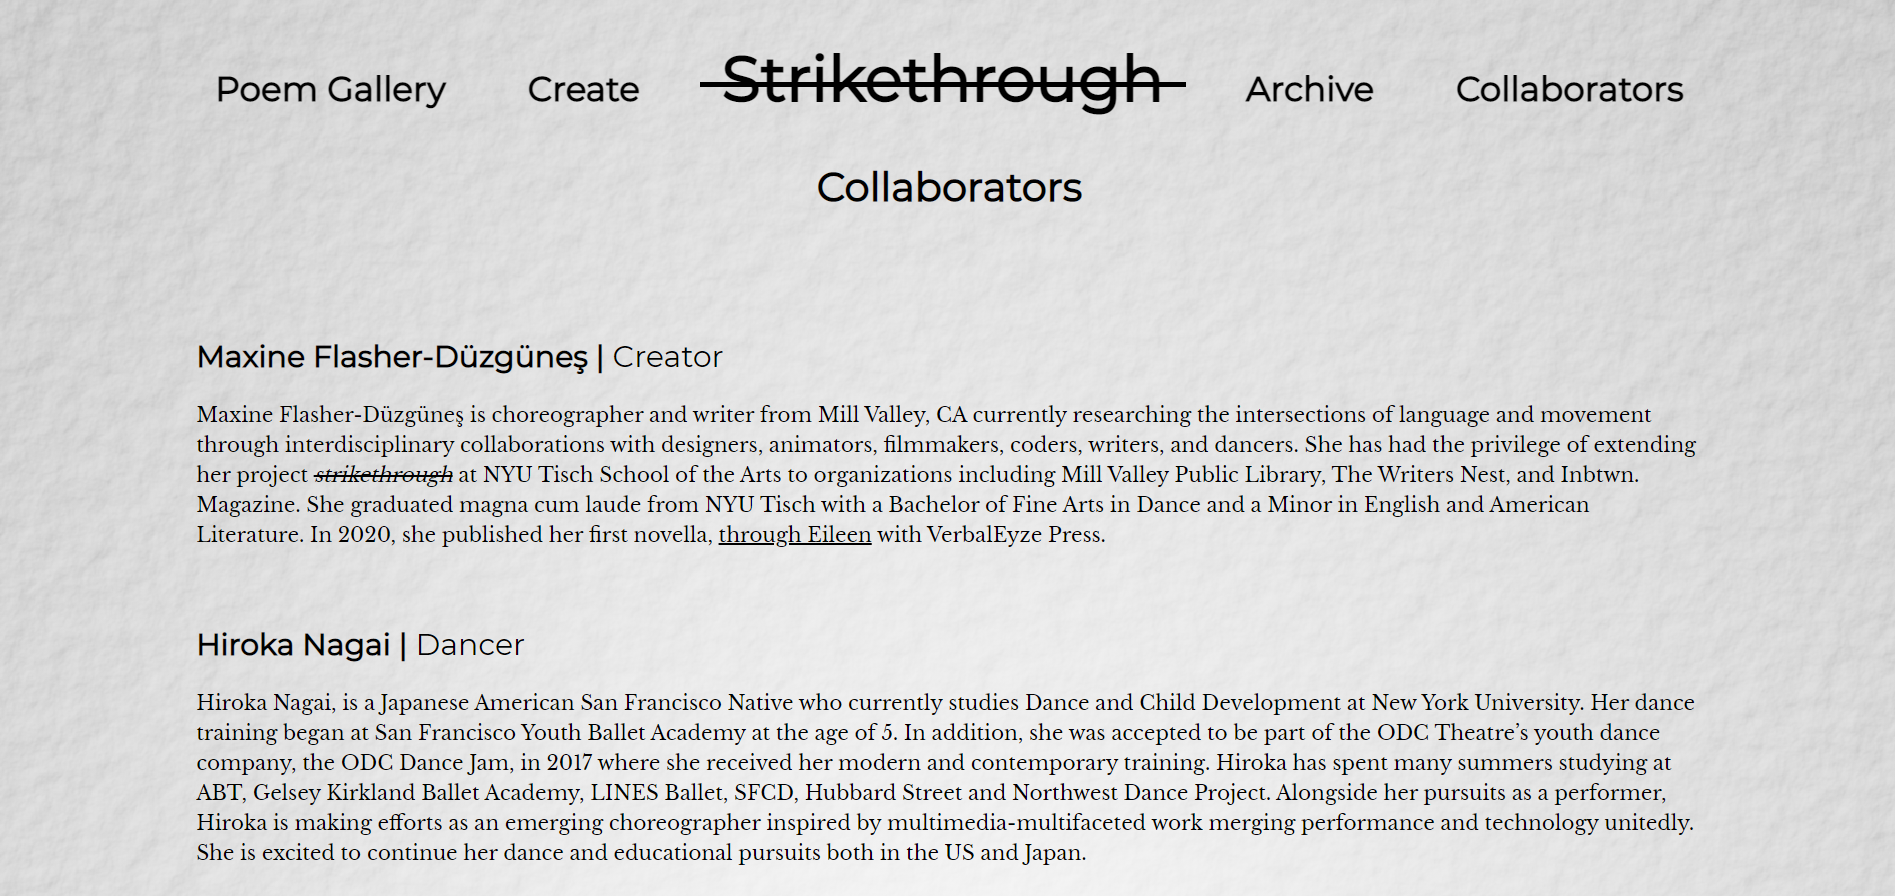 Poem Gallery Create Strikethrough Archive Collaborators
Collaborators
Maxine Flasher-Düzgüneş | Creator
Maxine Flasher-Düzgüneş is choreographer and writer from Mill Valley, CA currently researching the intersections of language and movement
through interdisciplinary collaborations with designers, animators, filmmakers, coders, writers, and dancers. She has had the privilege of extending
her project strikethrough at NYU Tisch School of the Arts to organizations including Mill Valley Public Library, The Writers Nest, and Inbtwn.
Magazine. She graduated magna cum laude from NYU Tisch with a Bachelor of Fine Arts in Dance and a Minor in English and American
Literature. In 2020, she published her first novella, through Eileen with VerbalEyze Press.
Hiroka Nagai | Dancer
Hiroka Nagai, is a Japanese American San Francisco Native who currently studies Dance and Child Development at New York University. Her dance
training began at San Francisco Youth Ballet Academy at the age of 5. In addition, she was accepted to be part of the ODC Theatre’s youth dance
company, the ODC Dance Jam, in 2017 where she received her modern and contemporary training. Hiroka has spent many summers studying at
ABT, Gelsey Kirkland Ballet Academy, LINES Ballet, SFCD, Hubbard Street and Northwest Dance Project. Alongside her pursuits as a performer,
Hiroka is making efforts as an emerging choreographer inspired by multimedia-multifaceted work merging performance and technology unitedly.
She is excited to continue her dance and educational pursuits both in the US and Japan.